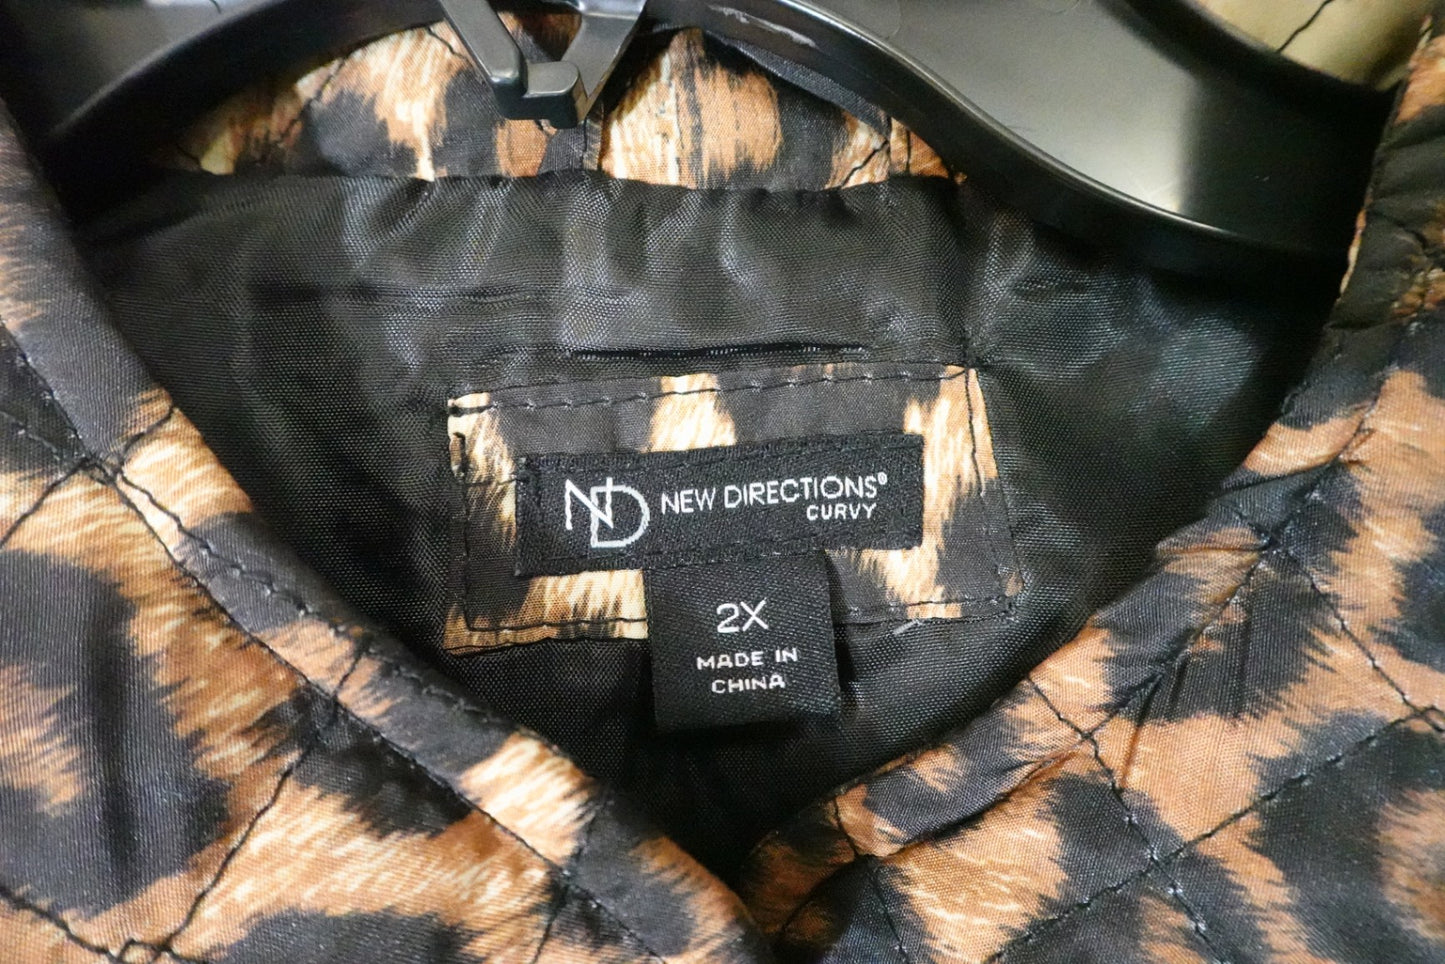 ND NEW DIRECTIONS®
CURVY
2X
MADE IN
CHINA